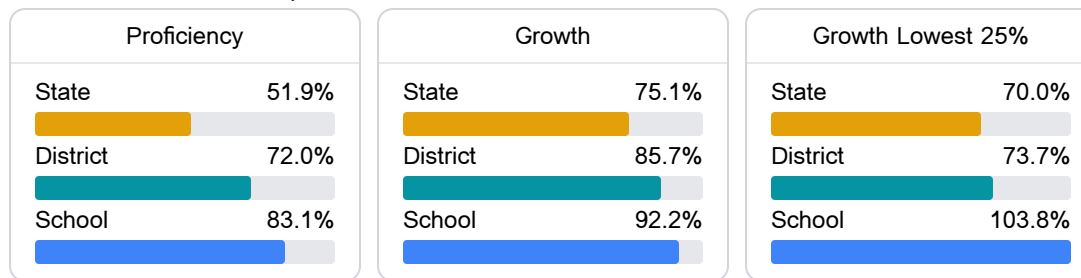 Proficiency
State 51.9%
District 72.0%
School 83.1%
Growth
State 75.1%
District 85.7%
School 92.2%
Growth Lowest 25%
State 70.0%
District 73.7%
School 103.8%